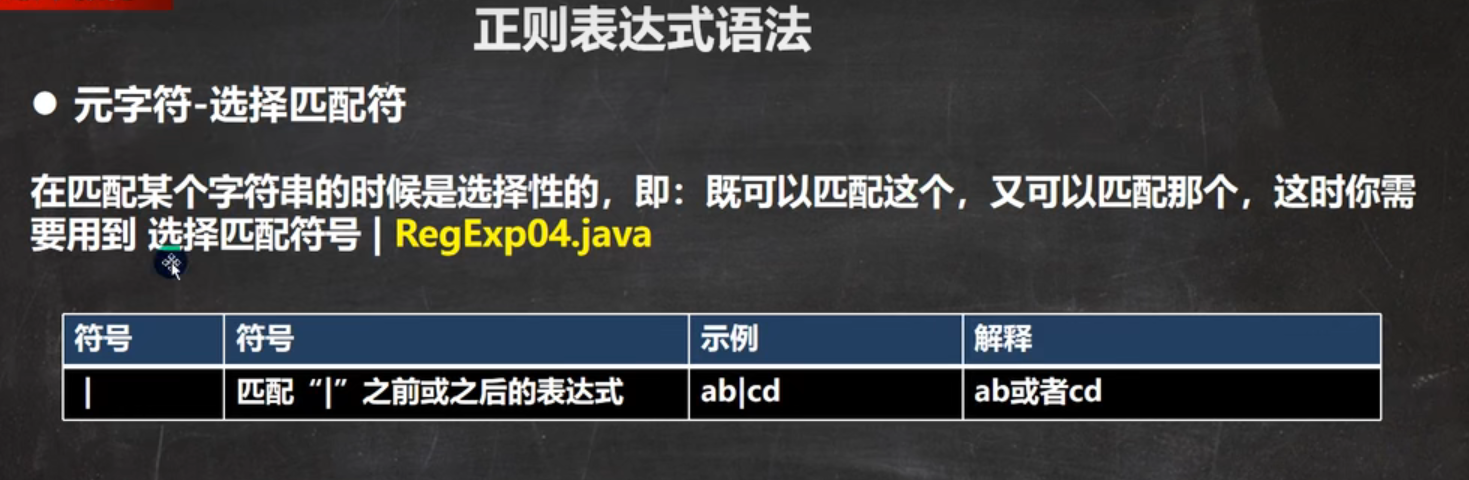 正则表达式语法
● 元字符-选择匹配符
在匹配某个字符串的时候是选择性的，即：既可以匹配这个，又可以匹配那个，这时你需
要用到 选择匹配符号 | RegExp04.java
符号 符号 示例 解释
| 匹配“|”之前或之后的表达式 ab|cd ab或者cd